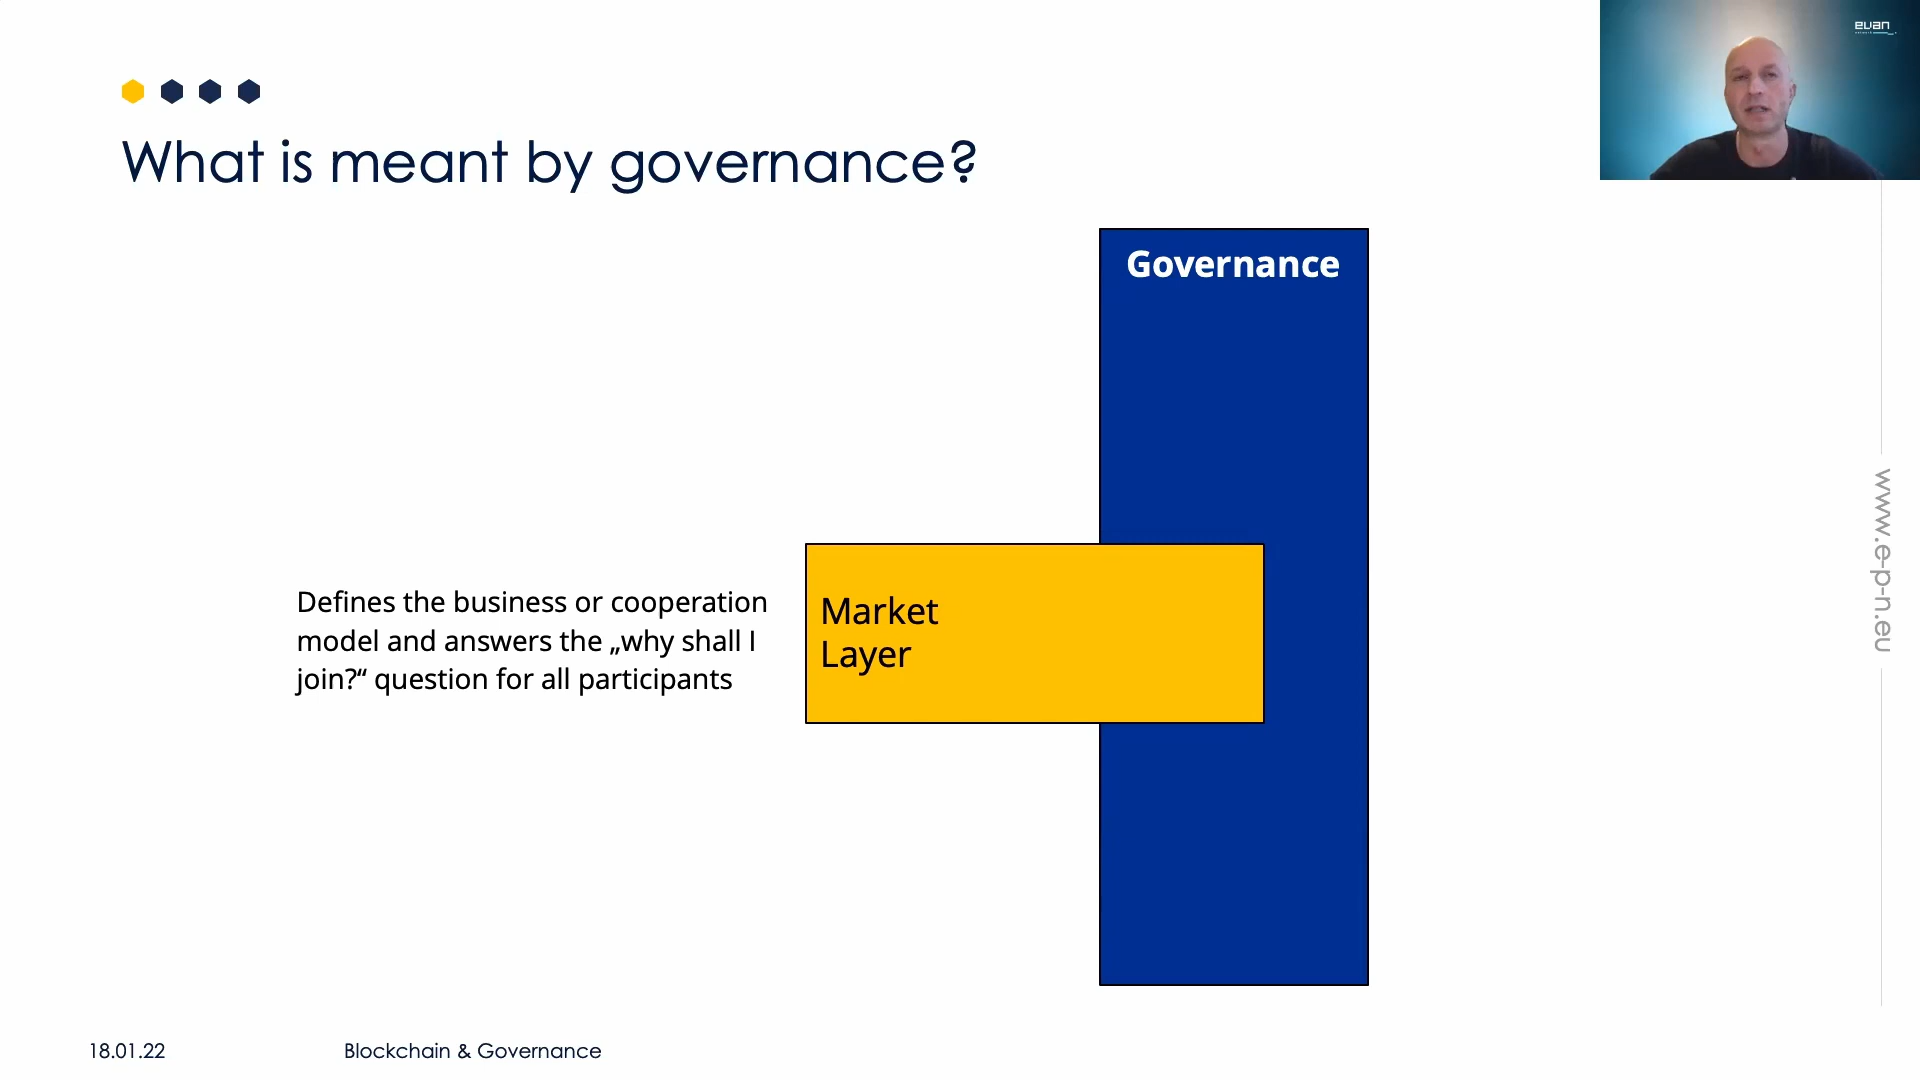 evan
What is meant by governance?
Governance
Defines the business or cooperation
model and answers the „why shall I
join?“ question for all participants
Market
Layer
www.e-p-n.eu
18.01.22
Blockchain & Governance